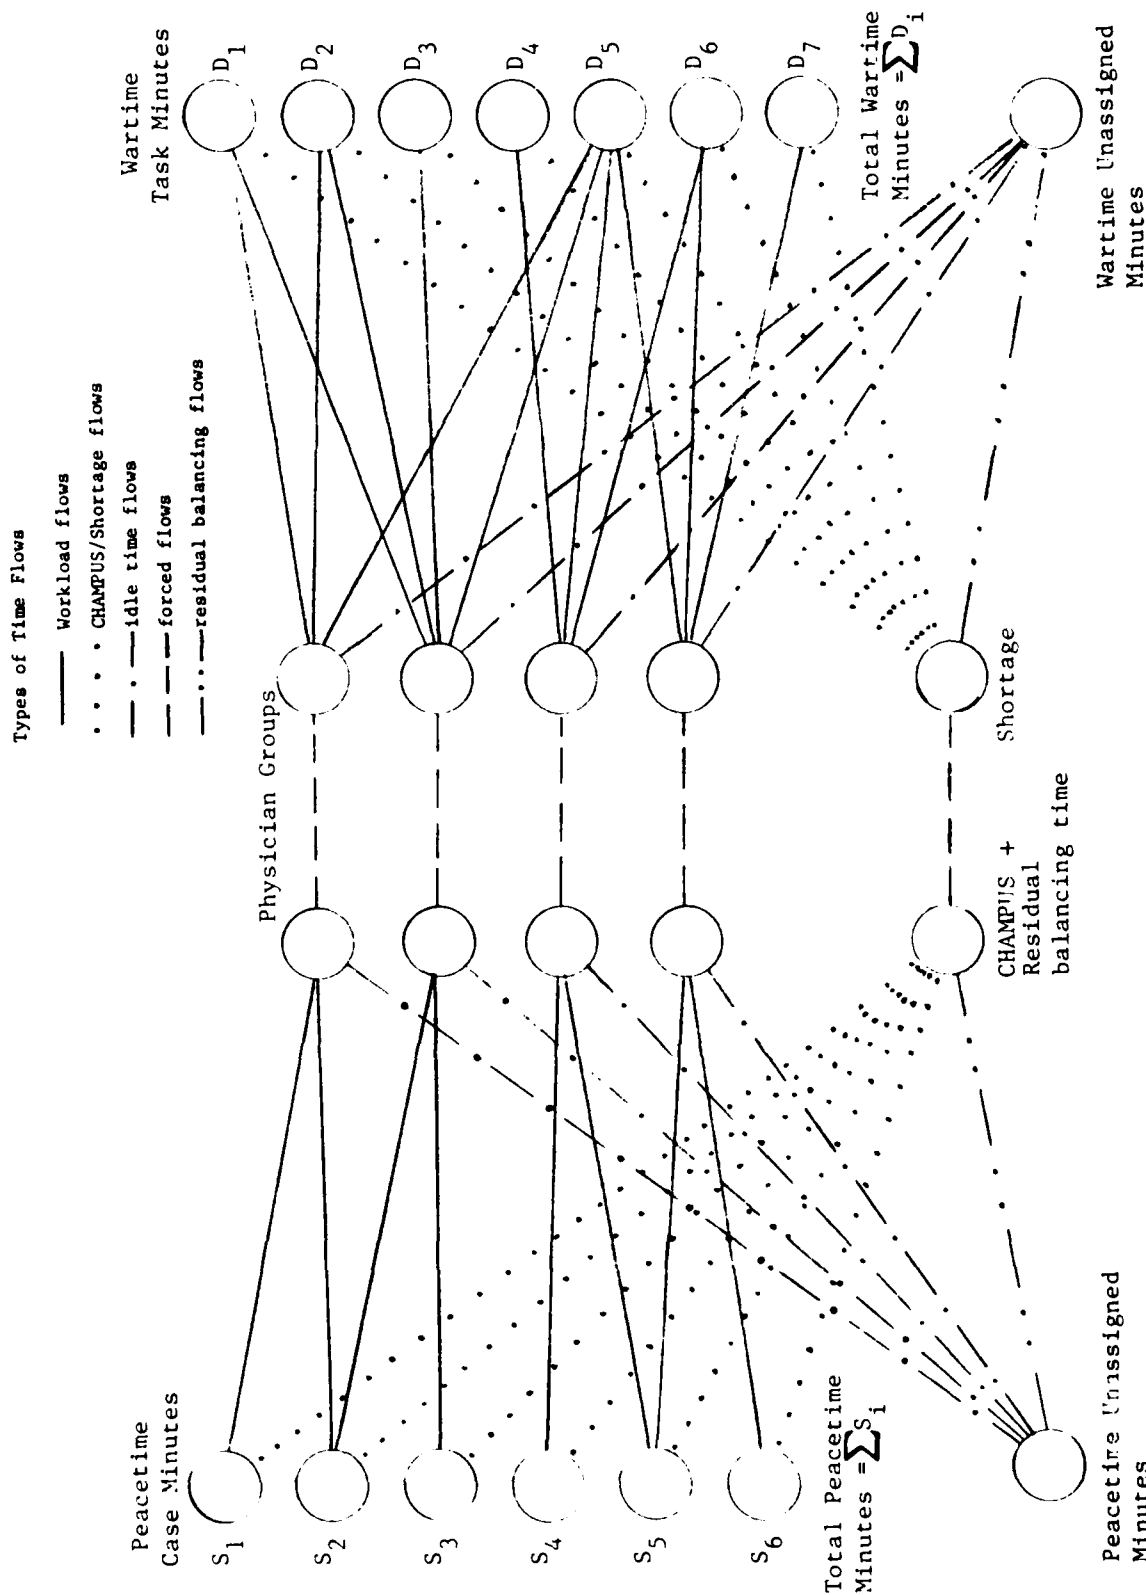 Types of Time Flows
Workload flows
CHAMPUS/Shortage flows
idle time flows
forced flows
residual balancing flows
Peacetime
Case Minutes
S1
S2
S3
S4
S5
S6
Total Peacetime
Minutes = ∑Si
Peacetime Unassigned
Minutes
Physician Groups
CHAMPUS +
Residual
balancing time
Shortage
Wartime
Task Minutes
D1
D2
D3
D4
D5
D6
D7
Total Wartime
Minutes = ∑Di
Wartime Unassigned
Minutes